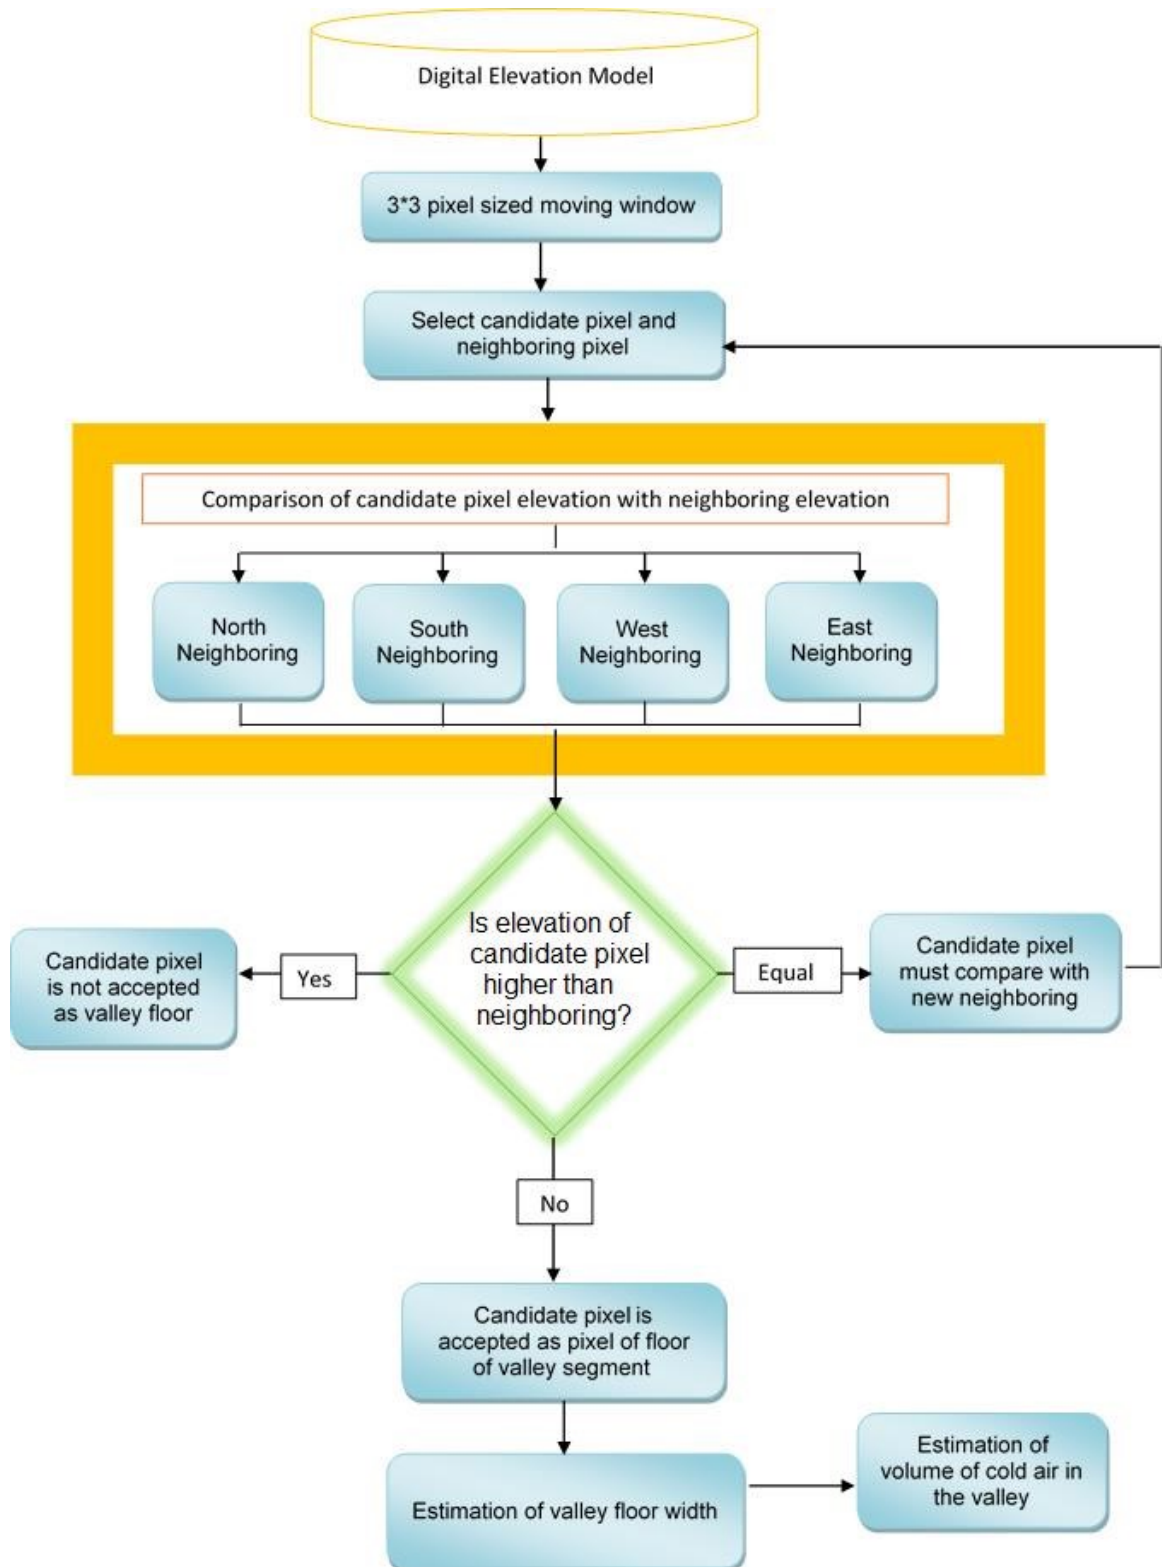 Digital Elevation Model
3*3 pixel sized moving window
Select candidate pixel and
neighboring pixel
Comparison of candidate pixel elevation with neighboring elevation
North
Neighboring
South
Neighboring
West
Neighboring
East
Neighboring
Is elevation of
candidate pixel
higher than
neighboring?
Yes
Candidate pixel
is not accepted
as valley floor
Equal
Candidate pixel
must compare with
new neighboring
No
Candidate pixel is
accepted as pixel of floor
of valley segment
Estimation of valley floor width
Estimation of
volume of cold air in
the valley